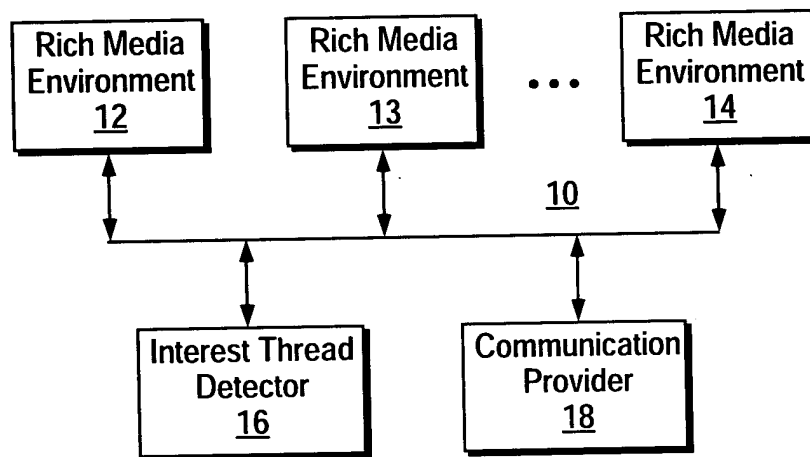 Rich Media
Environment
12
Rich Media
Environment
13
• • •
Rich Media
Environment
14
10
Interest Thread
Detector
16
Communication
Provider
18